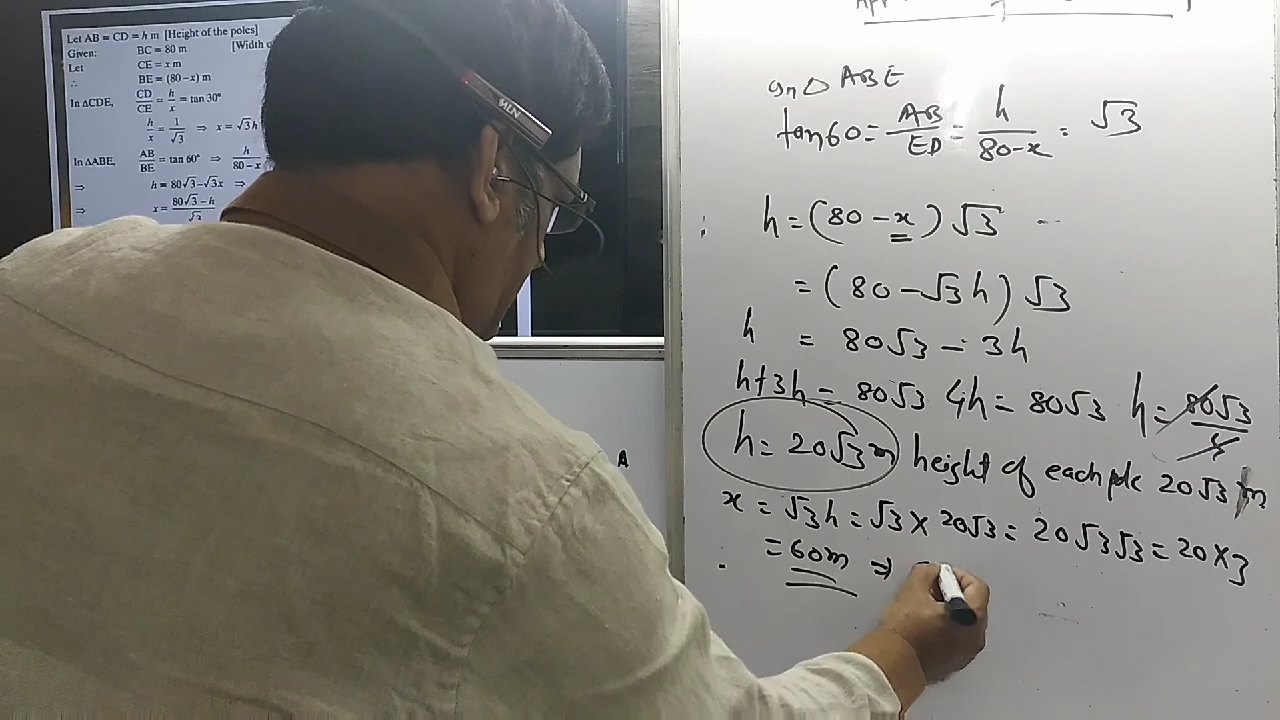 Let AB = CD = h m [Height of the poles]
Given: BC = 80 m [Width
Let CE = x m
∴ BE = (80 – x) m
In ΔCDE, CD/CE = h/x = tan 30°
h/x = 1/√3 ⇒ x = √3h
In ΔABE, AB/BE = tan 60° ⇒ h/80 – x
⇒ h = 80√3 – √3x ⇒
⇒ x = 80√3 – h/√3
In Δ ABE
tan60 = AB/ED = h/80-x = √3
h = (80 - x) √3
= (80 - √3 h) √3
h = 80√3 - 3h
h+3h = 80√3 4h = 80√3 h = 80√3/4
h = 20√3 m height of each pole 20√3 m
x = √3h = √3 × 20√3 = 20√3√3 = 20 × 3
= 60m ⇒
A